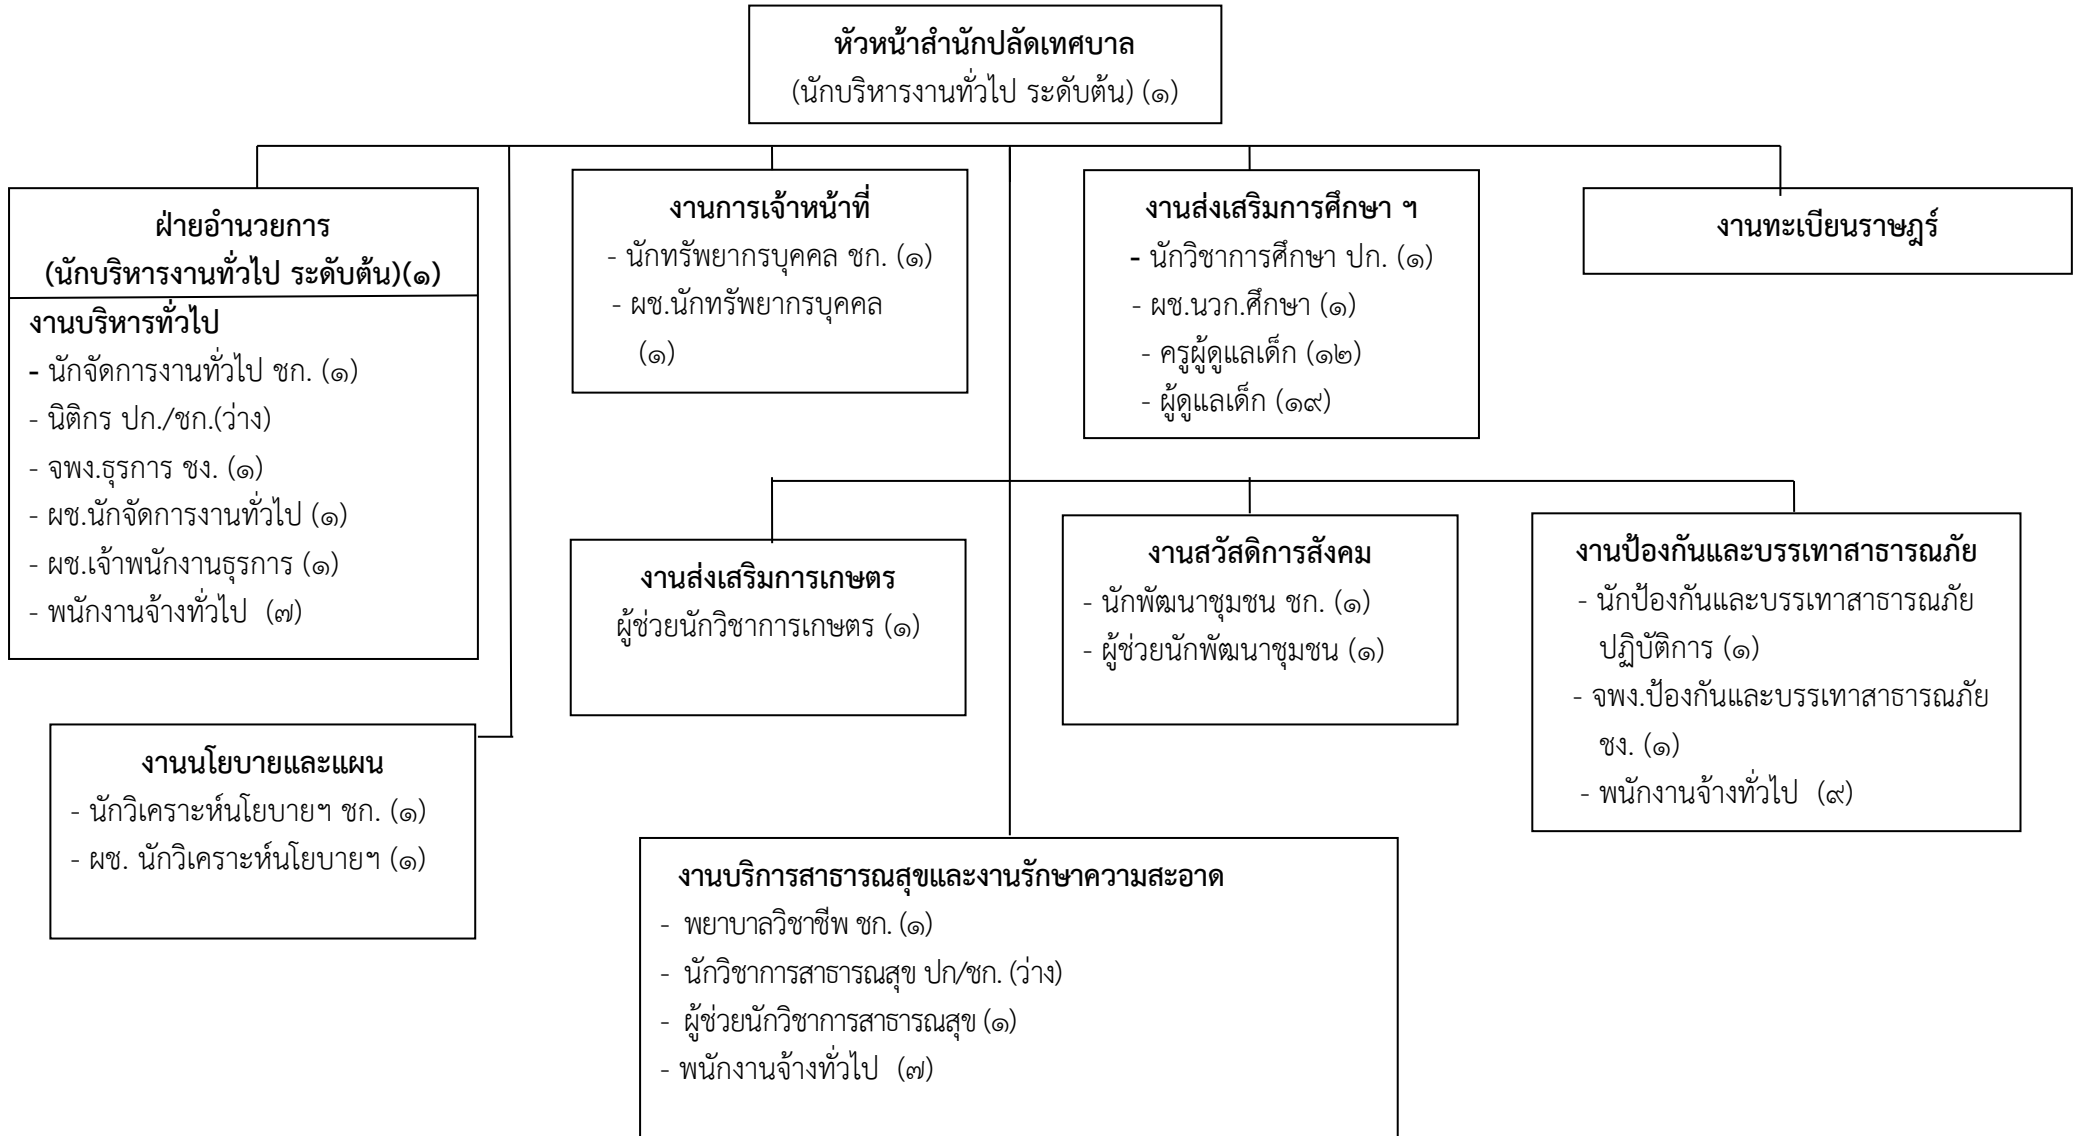 หัวหน้าสำนักปลัดเทศบาล
(นักบริหารงานทั่วไป ระดับต้น) (๑)
ฝ่ายอำนวยการ
(นักบริหารงานทั่วไป ระดับต้น)(๑)
งานบริหารทั่วไป
- นักจัดการงานทั่วไป ชก. (๑)
- นิติกร ปก./ชก.(ว่าง)
- จพง.ธุรการ ชง. (๑)
- ผช.นักจัดการงานทั่วไป (๑)
- ผช.เจ้าพนักงานธุรการ (๑)
- พนักงานจ้างทั่วไป (๗)
งานการเจ้าหน้าที่
- นักทรัพยากรบุคคล ชก. (๑)
- ผช.นักทรัพยากรบุคคล
(๑)
งานส่งเสริมการศึกษา ฯ
- นักวิชาการศึกษา ปก. (๑)
- ผช.นวก.ศึกษา (๑)
- ครูผู้ดูแลเด็ก (๑๒)
- ผู้ดูแลเด็ก (๑๙)
งานทะเบียนราษฎร์
งานส่งเสริมการเกษตร
ผู้ช่วยนักวิชาการเกษตร (๑)
งานสวัสดิการสังคม
- นักพัฒนาชุมชน ชก. (๑)
- ผู้ช่วยนักพัฒนาชุมชน (๑)
งานป้องกันและบรรเทาสาธารณภัย
- นักป้องกันและบรรเทาสาธารณภัย
ปฏิบัติการ (๑)
- จพง.ป้องกันและบรรเทาสาธารณภัย
ชง. (๑)
- พนักงานจ้างทั่วไป (๙)
งานนโยบายและแผน
- นักวิเคราะห์นโยบายฯ ชก. (๑)
- ผช. นักวิเคราะห์นโยบายฯ (๑)
งานบริการสาธารณสุขและงานรักษาความสะอาด
- พยาบาลวิชาชีพ ชก. (๑)
- นักวิชาการสาธารณสุข ปก/ชก. (ว่าง)
- ผู้ช่วยนักวิชาการสาธารณสุข (๑)
- พนักงานจ้างทั่วไป (๗)